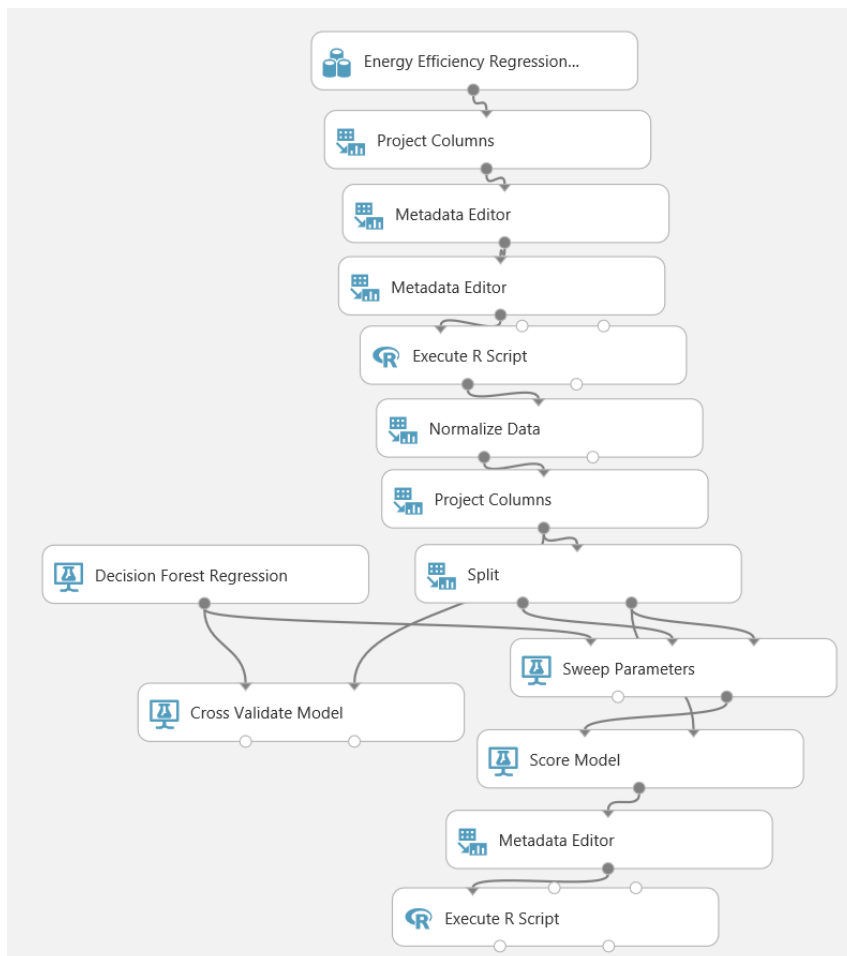 Energy Efficiency Regression...
Project Columns
Metadata Editor
Metadata Editor
Execute R Script
Normalize Data
Project Columns
Decision Forest Regression
Split
Sweep Parameters
Cross Validate Model
Score Model
Metadata Editor
Execute R Script